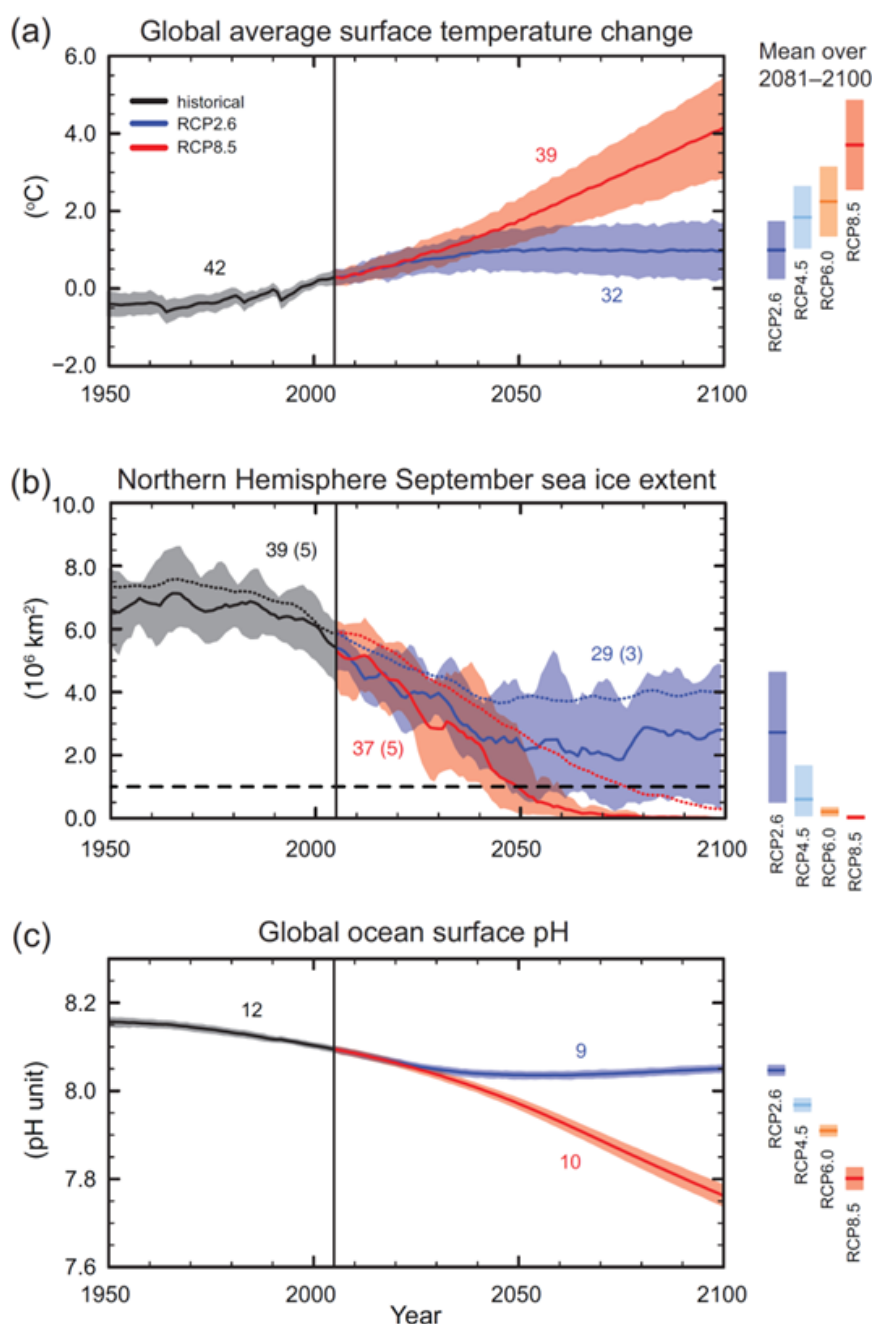 (a) Global average surface temperature change
Mean over
2081–2100
6.0
4.0
2.0
0.0
−2.0
(°C)
historical
RCP2.6
RCP8.5
42
39
32
1950
2000
2050
2100
RCP2.6
RCP4.5
RCP6.0
RCP8.5
(b) Northern Hemisphere September sea ice extent
10.0
8.0
6.0
4.0
2.0
0.0
(10⁶ km²)
39 (5)
29 (3)
37 (5)
1950
2000
2050
2100
RCP2.6
RCP4.5
RCP6.0
RCP8.5
(c) Global ocean surface pH
8.2
8.0
7.8
7.6
(pH unit)
12
9
10
1950
2000
2050
2100
Year
RCP2.6
RCP4.5
RCP6.0
RCP8.5